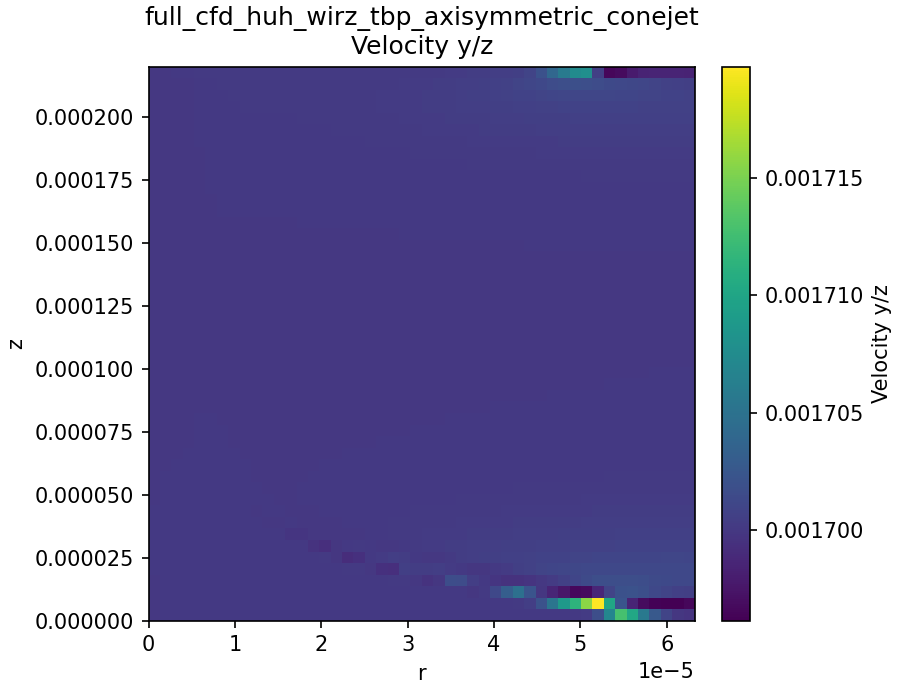 full_cfd_huh_wirz_tbp_axisymmetric_conejet
Velocity y/z
0.000200
0.000175
0.000150
0.000125
0.000100
0.000075
0.000050
0.000025
0.000000
z
0 1 2 3 4 5 6
1e−5
r
0.001715
0.001710
0.001705
0.001700
Velocity y/z